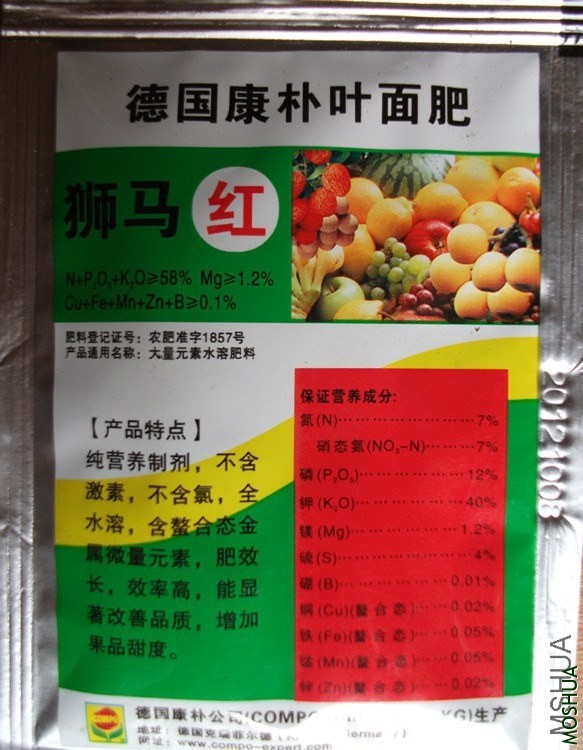 德国康朴叶面肥
狮马红
N+P₂O₅+K₂O≥58% Mg≥1.2%
Cu+Fe+Mn+Zn+B≥0.1%
肥料登记证号：农肥准字1857号
产品通用名称：大量元素水溶肥料
【产品特点】
纯营养制剂，不含
激素，不含氯，全
水溶，含螯合态金
属微量元素，肥效
长，效率高，能显
著改善品质，增加
果品甜度。
保证营养成分：
氮(N)…………………7%
硝态氮(NO₃-N)………7%
磷(P₂O₅)……………12%
钾(K₂O)……………40%
镁(Mg)……………1.2%
硫(S)………………4%
硼(B)……………0.01%
铜(Cu)(螯合态)……0.02%
铁(Fe)(螯合态)……0.05%
锰(Mn)(螯合态)……0.05%
锌(Zn)(螯合态)……0.02%
20121008
COMPO
德国康朴公司(COMPO KG)生产
地址：德国克瑞菲尔德
网址：www.compo-expert.com
MSHUA
MOSHUA